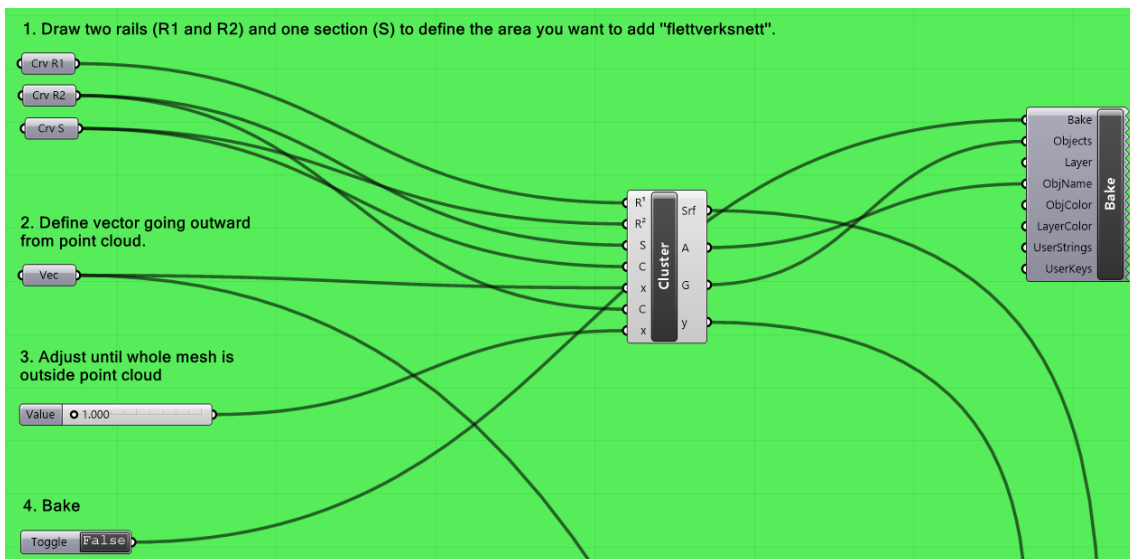 1. Draw two rails (R1 and R2) and one section (S) to define the area you want to add "flettverksnett".
Crv R1
Crv R2
Crv S
2. Define vector going outward
from point cloud.
Vec
3. Adjust until whole mesh is
outside point cloud
Value 1.000
4. Bake
Toggle False
R¹
R²
S
C
x
C
x
Cluster
Srf
A
G
y
Bake
Objects
Layer
ObjName
ObjColor
LayerColor
UserStrings
UserKeys
Bake